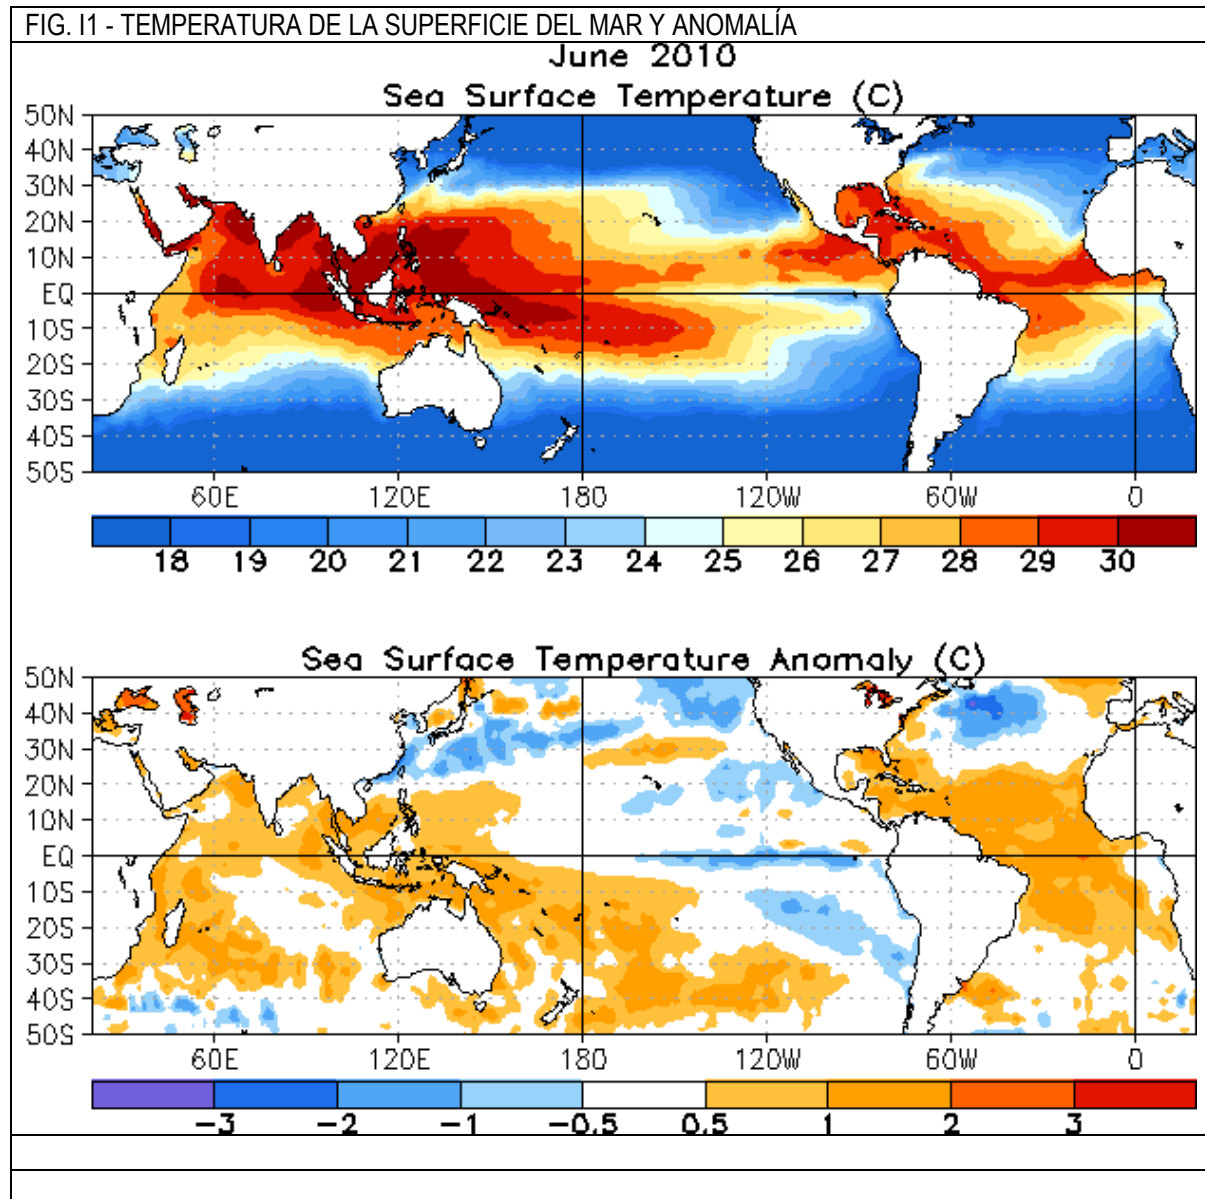 FIG. I1 - TEMPERATURA DE LA SUPERFICIE DEL MAR Y ANOMALÍA
June 2010
Sea Surface Temperature (C)
50N
40N
30N
20N
10N
EQ
10S
20S
30S
40S
50S
60E 120E 180 120W 60W 0
18 19 20 21 22 23 24 25 26 27 28 29 30
Sea Surface Temperature Anomaly (C)
50N
40N
30N
20N
10N
EQ
10S
20S
30S
40S
50S
60E 120E 180 120W 60W 0
-3 -2 -1 -0.5 0.5 1 2 3